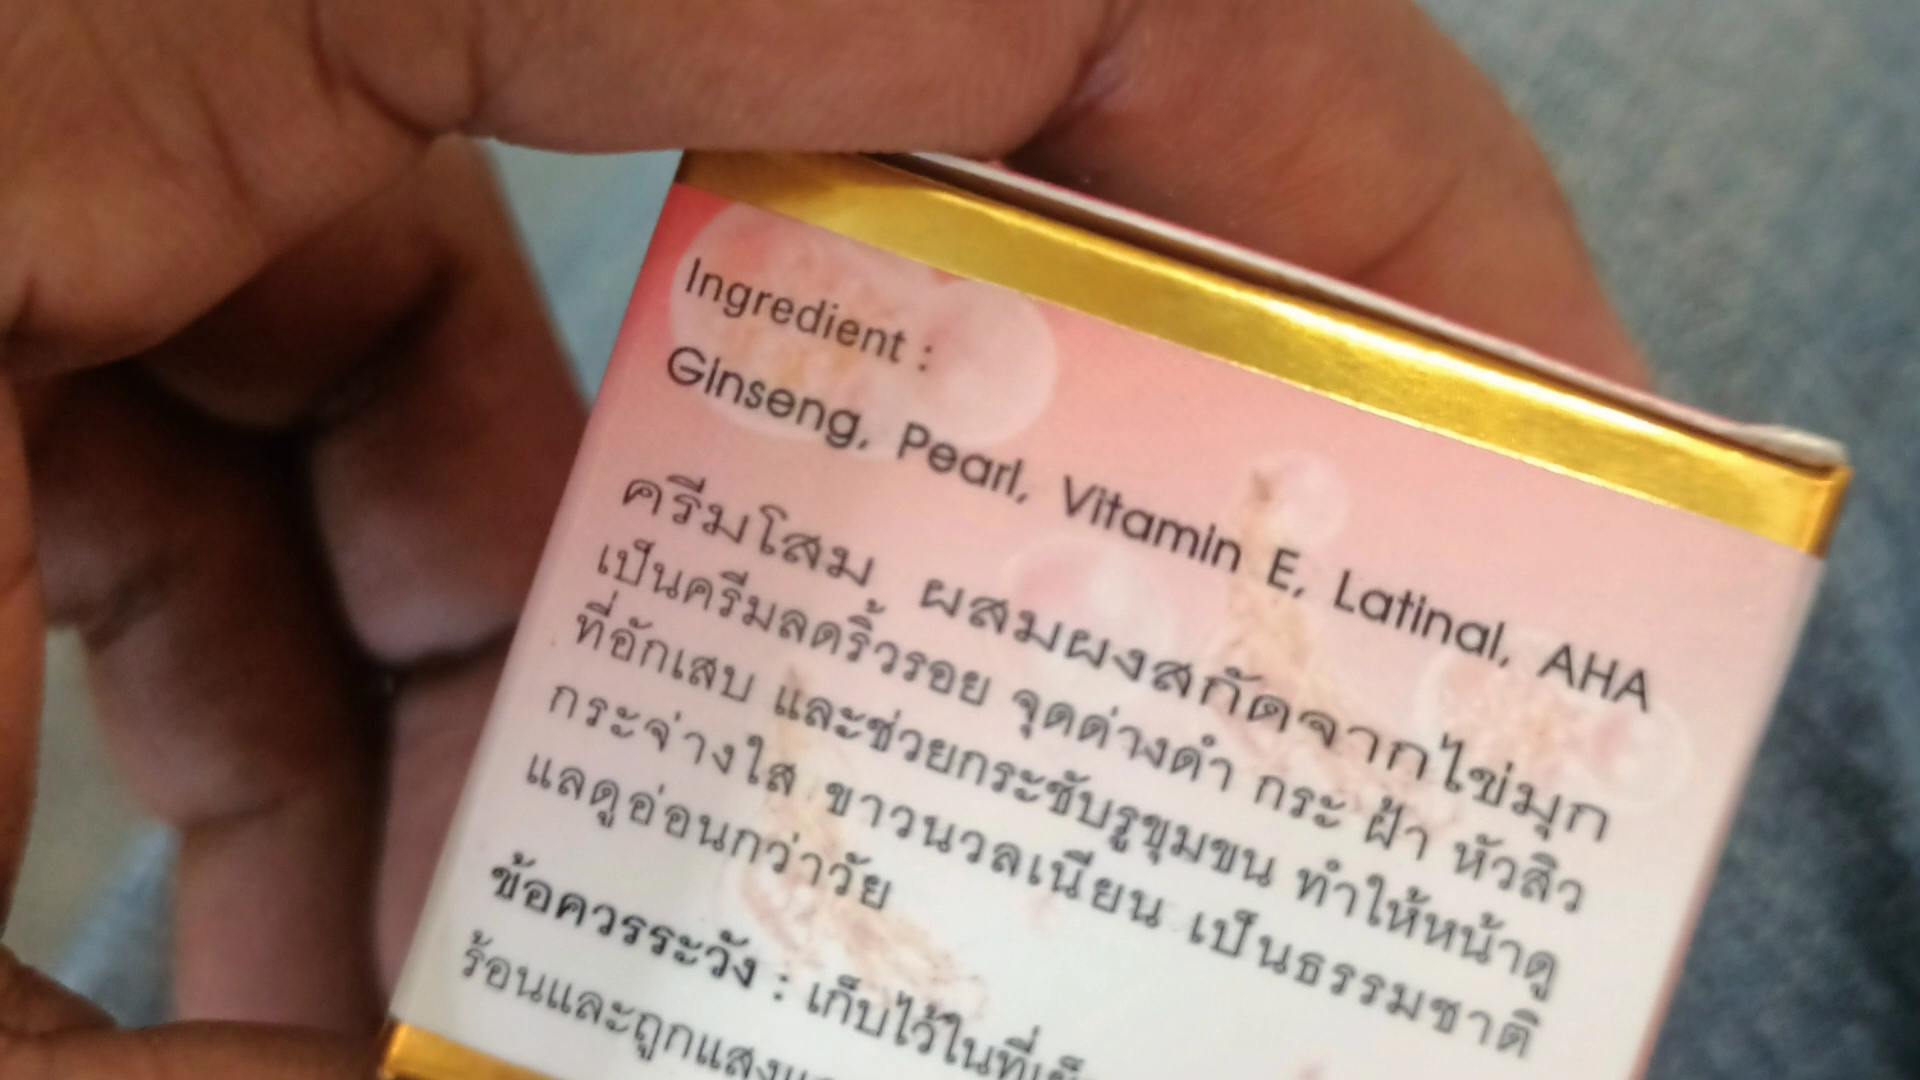 Ingredient :
Ginseng, Pearl, Vitamin E, Latinal, AHA
ครีมโสม ผสมผงสกัดจากไข่มุก
เป็นครีมลดริ้วรอย จุดด่างดำ กระ ฝ้า หัวสิว
ที่อักเสบ และช่วยกระชับรูขุมขน ทำให้หน้าดู
กระจ่างใส ขาวนวลเนียน เป็นธรรมชาติ
แลดูอ่อนกว่าวัย
ข้อควรระวัง : เก็บไว้ในที่
ร้อนและถูกแสง